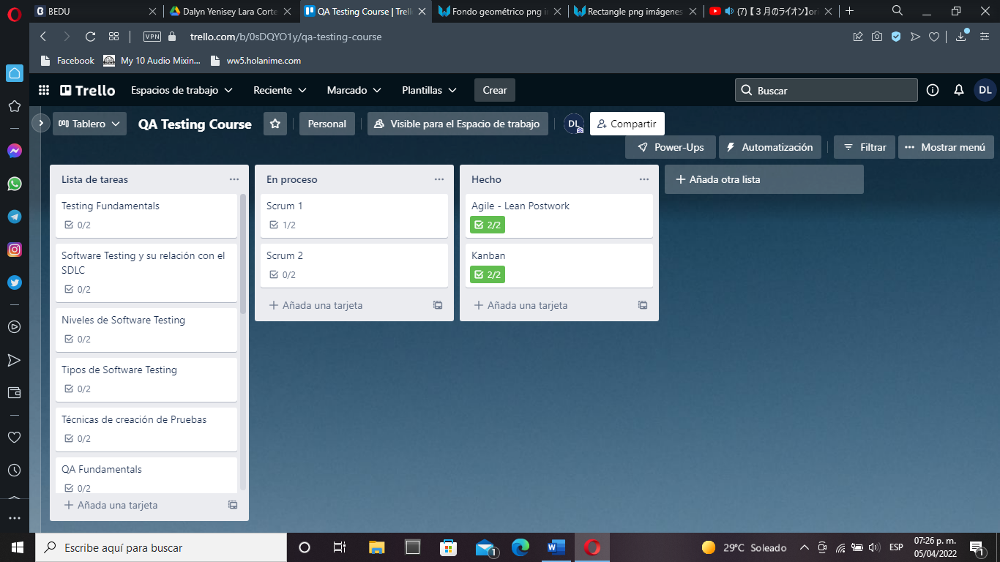 BEDU
Dalyn Yenisey Lara Corte
QA Testing Course | Trell
Fondo geométrico png i
Rectangle png imágenes
(7) 【３月のライオン】ori
VPN
trello.com/b/0sDQYO1y/qa-testing-course
Facebook
My 10 Audio Mixin...
ww5.holanime.com
Trello
Espacios de trabajo
Reciente
Marcado
Plantillas
Crear
Buscar
DL
Tablero
QA Testing Course
Personal
Visible para el Espacio de trabajo
DL
Compartir
Power-Ups
Automatización
Filtrar
Mostrar menú
Lista de tareas
Testing Fundamentals
0/2
Software Testing y su relación con el
SDLC
0/2
Niveles de Software Testing
0/2
Tipos de Software Testing
0/2
Técnicas de creación de Pruebas
0/2
QA Fundamentals
0/2
Añada una tarjeta
En proceso
Scrum 1
1/2
Scrum 2
0/2
Añada una tarjeta
Hecho
Agile - Lean Postwork
2/2
Kanban
2/2
Añada una tarjeta
Añada otra lista
Escribe aquí para buscar
1
29°C Soleado
ESP
07:26 p. m.
05/04/2022
1